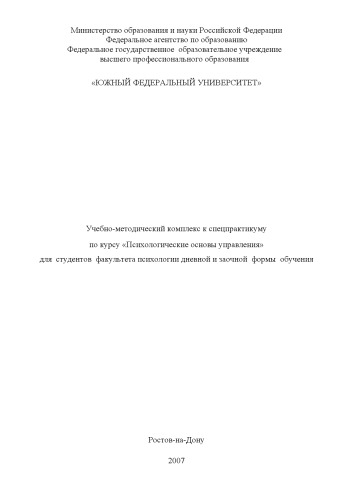 Министерство образования и науки Российской Федерации
Федеральное агентство по образованию
Федеральное государственное образовательное учреждение
высшего профессионального образования
«ЮЖНЫЙ ФЕДЕРАЛЬНЫЙ УНИВЕРСИТЕТ»
Учебно-методический комплекс к спецпрактикуму
по курсу «Психологические основы управления»
для студентов факультета психологии дневной и заочной формы обучения
Ростов-на-Дону
2007